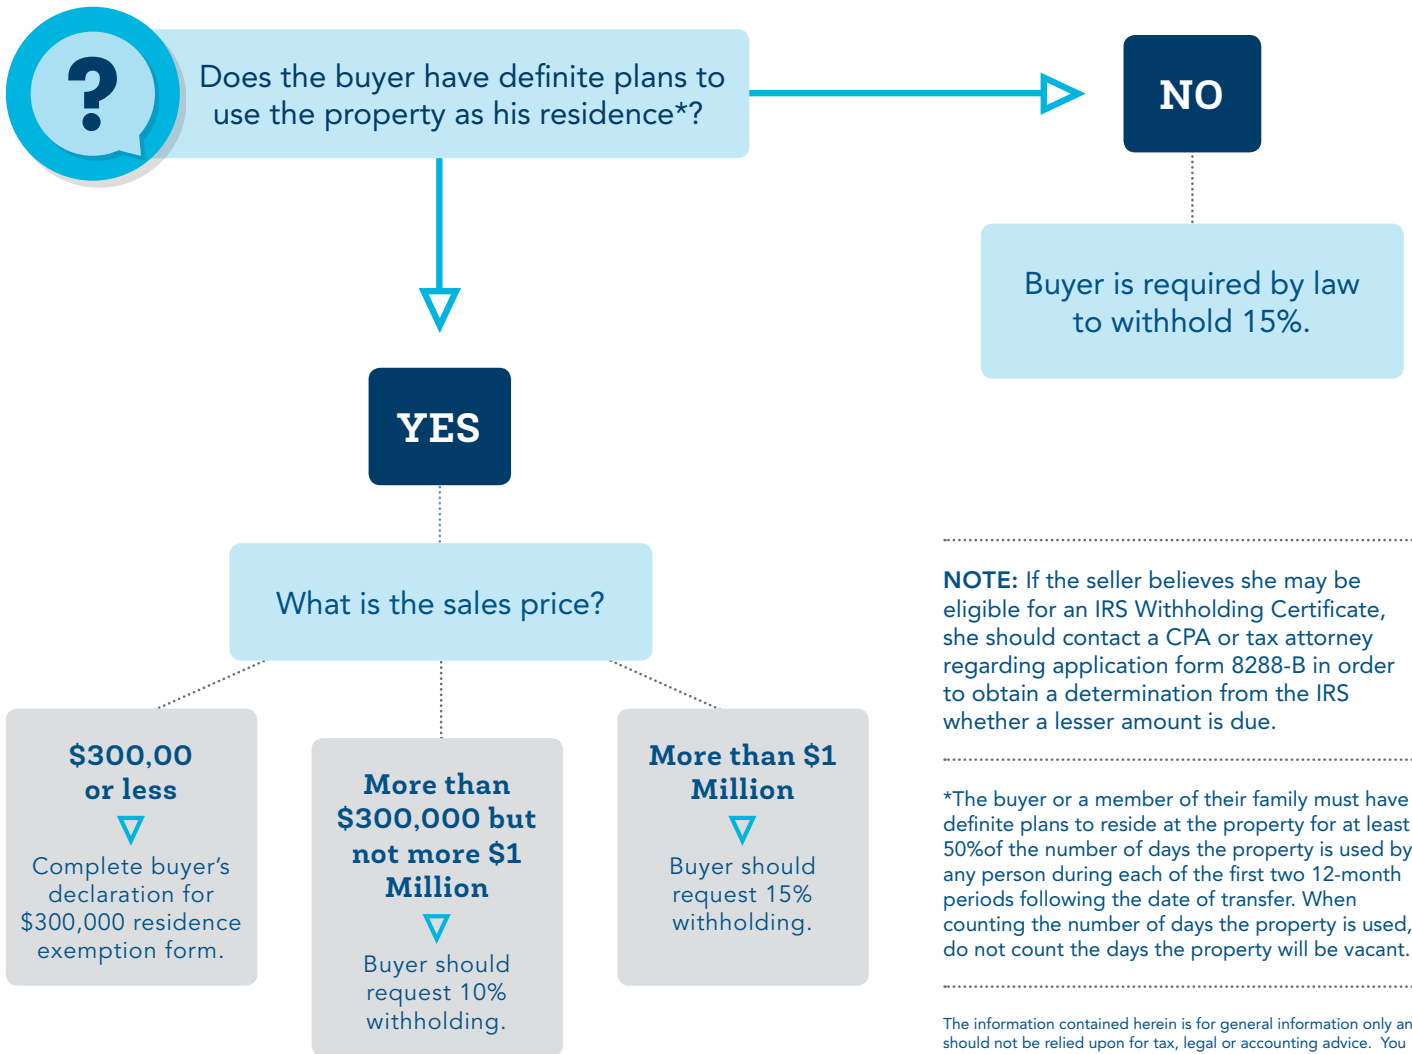 ?
Does the buyer have definite plans to
use the property as his residence*?
NO
Buyer is required by law
to withhold 15%.
YES
What is the sales price?
$300,00
or less
Complete buyer's
declaration for
$300,000 residence
exemption form.
More than
$300,000 but
not more $1
Million
Buyer should
request 10%
withholding.
More than $1
Million
Buyer should
request 15%
withholding.
NOTE: If the seller believes she may be
eligible for an IRS Withholding Certificate,
she should contact a CPA or tax attorney
regarding application form 8288-B in order
to obtain a determination from the IRS
whether a lesser amount is due.
*The buyer or a member of their family must have
definite plans to reside at the property for at least
50%of the number of days the property is used by
any person during each of the first two 12-month
periods following the date of transfer. When
counting the number of days the property is used,
do not count the days the property will be vacant.
The information contained herein is for general information only
should not be relied upon for tax, legal or accounting advice. You